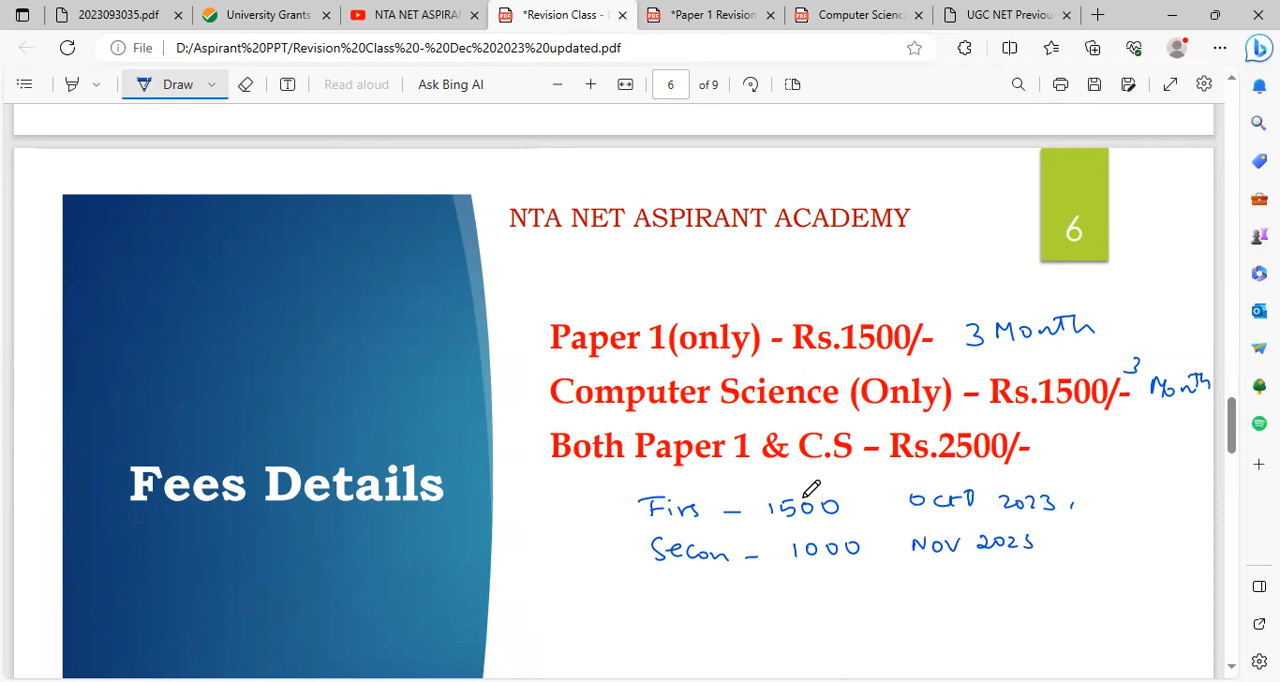 2023093035.pdf
University Grants
NTA NET ASPIRAN
*Revision Class - D
*Paper 1 Revision
Computer Science
UGC NET Previou
File D:/Aspirant%20PPT/Revision%20Class%20-%20Dec%202023%20updated.pdf
Draw Read aloud Ask Bing AI 6 of 9
NTA NET ASPIRANT ACADEMY
6
Paper 1(only) - Rs.1500/- 3 Month
Computer Science (Only) – Rs.1500/- 3 Month
Both Paper 1 & C.S – Rs.2500/-
Fees Details
Firs – 1500 Oct 2023,
Secon – 1000 NOV 2023